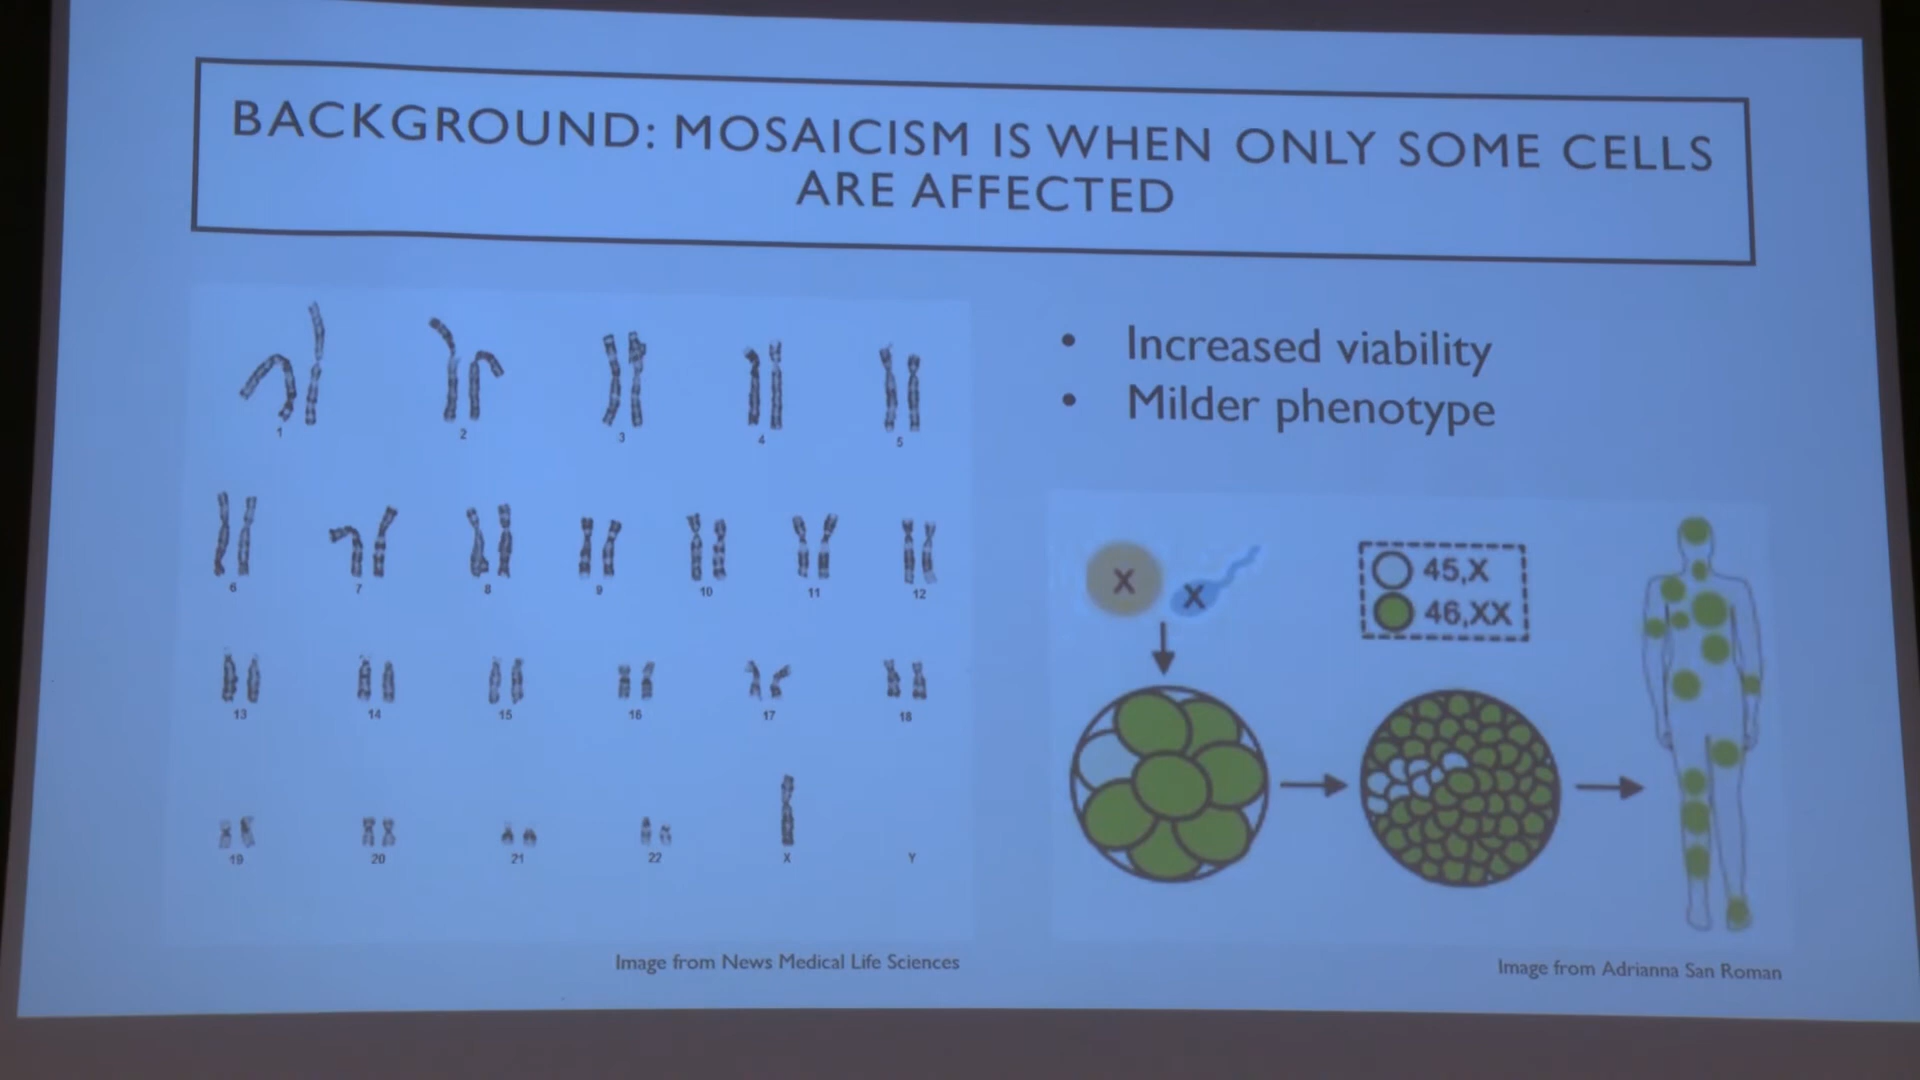 BACKGROUND: MOSAICISM IS WHEN ONLY SOME CELLS
ARE AFFECTED
• Increased viability
• Milder phenotype
1 2 3 4 5
6 7 8 9 10 11 12
13 14 15 16 17 18
19 20 21 22 X Y
X X
45,X
46,XX
Image from News Medical Life Sciences
Image from Adrianna San Roman